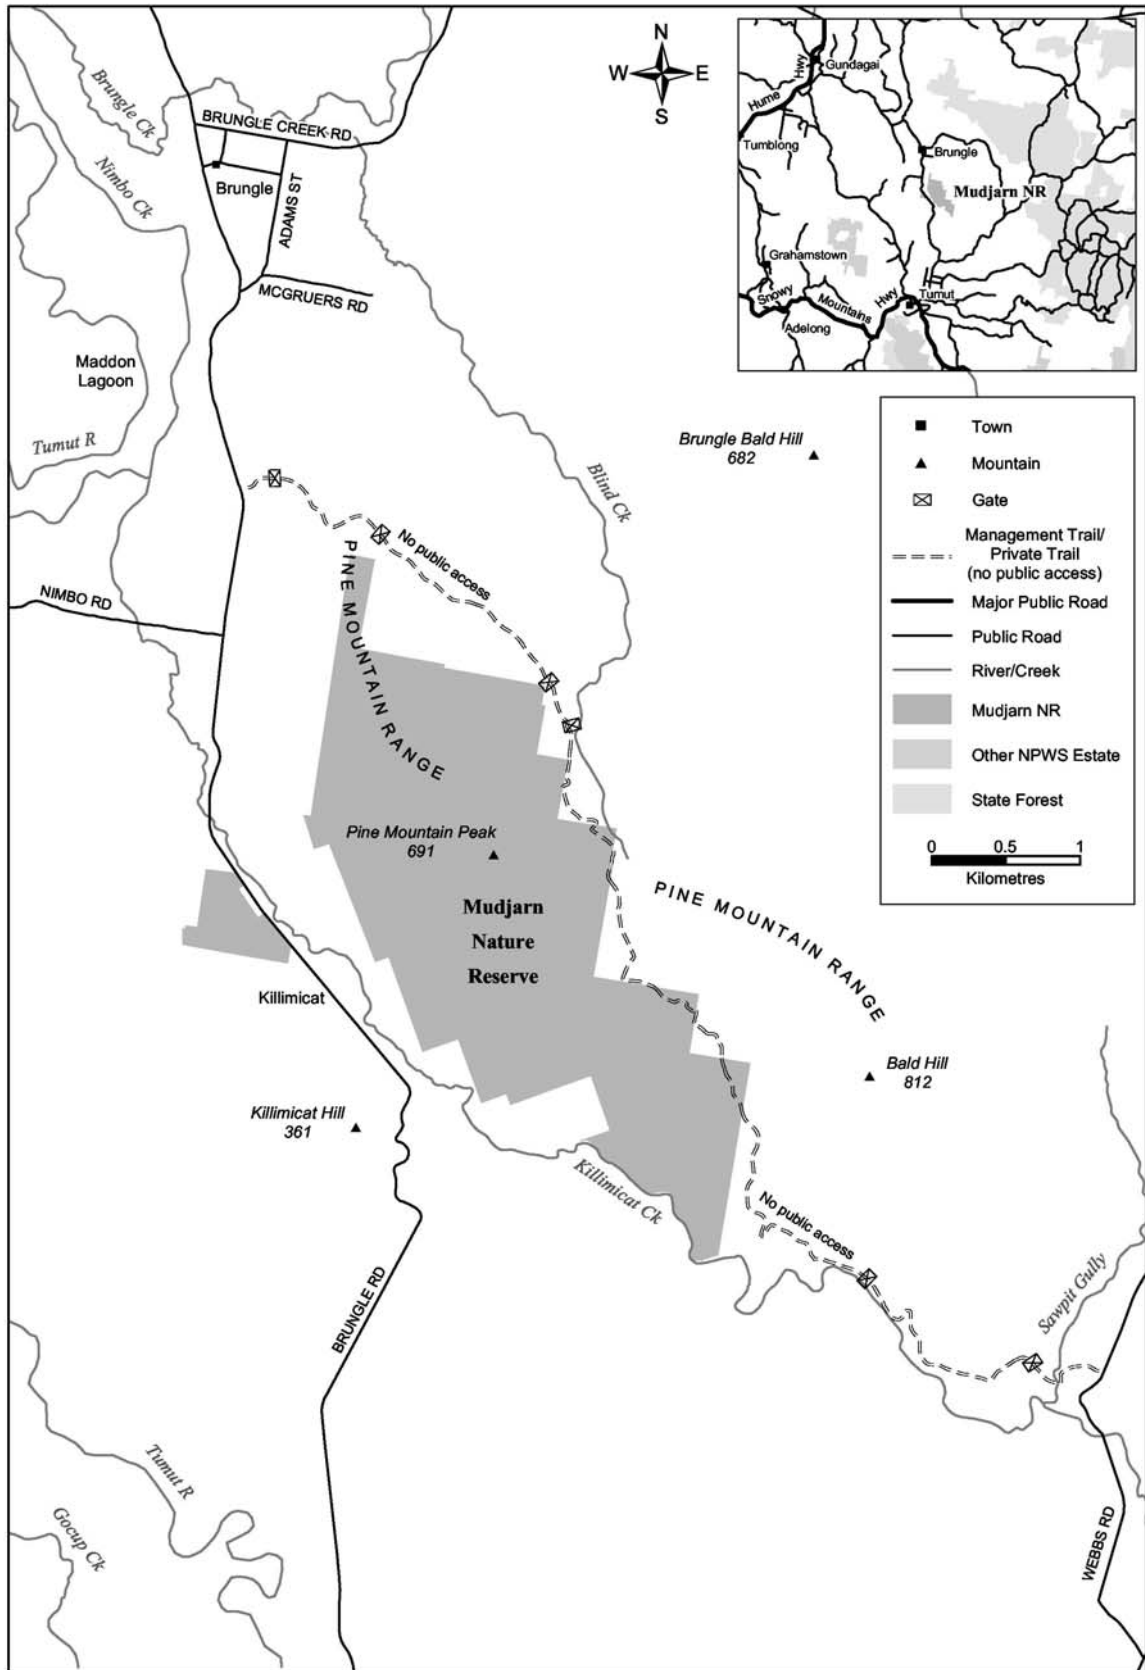 N
W
E
S
Brungle Ck
BRUNGLE CREEK RD
Nimbo Ck
Brungle
ADAMS ST
MCGRUERS RD
Maddon
Lagoon
Tumut R
Hume
Hwy
Gundagai
Tumblong
Brungle
Mudjarn NR
Grahamstown
Snowy
Mountains
Hwy
Tumut
Adelong
Brungle Bald Hill
682
Blind Ck
No public access
NIMBO RD
PINE MOUNTAIN RANGE
Town
Mountain
Gate
Management Trail/
Private Trail
(no public access)
Major Public Road
Public Road
River/Creek
Mudjarn NR
Other NPWS Estate
State Forest
0 0.5 1
Kilometres
Pine Mountain Peak
691
Mudjarn
Nature
Reserve
PINE MOUNTAIN RANGE
Killimicat
Bald Hill
812
Killimicat Hill
361
Killimicat Ck
No public access
Sawpit Gully
BRUNGLE RD
Tumut R
Gocup Ck
WEBBS RD